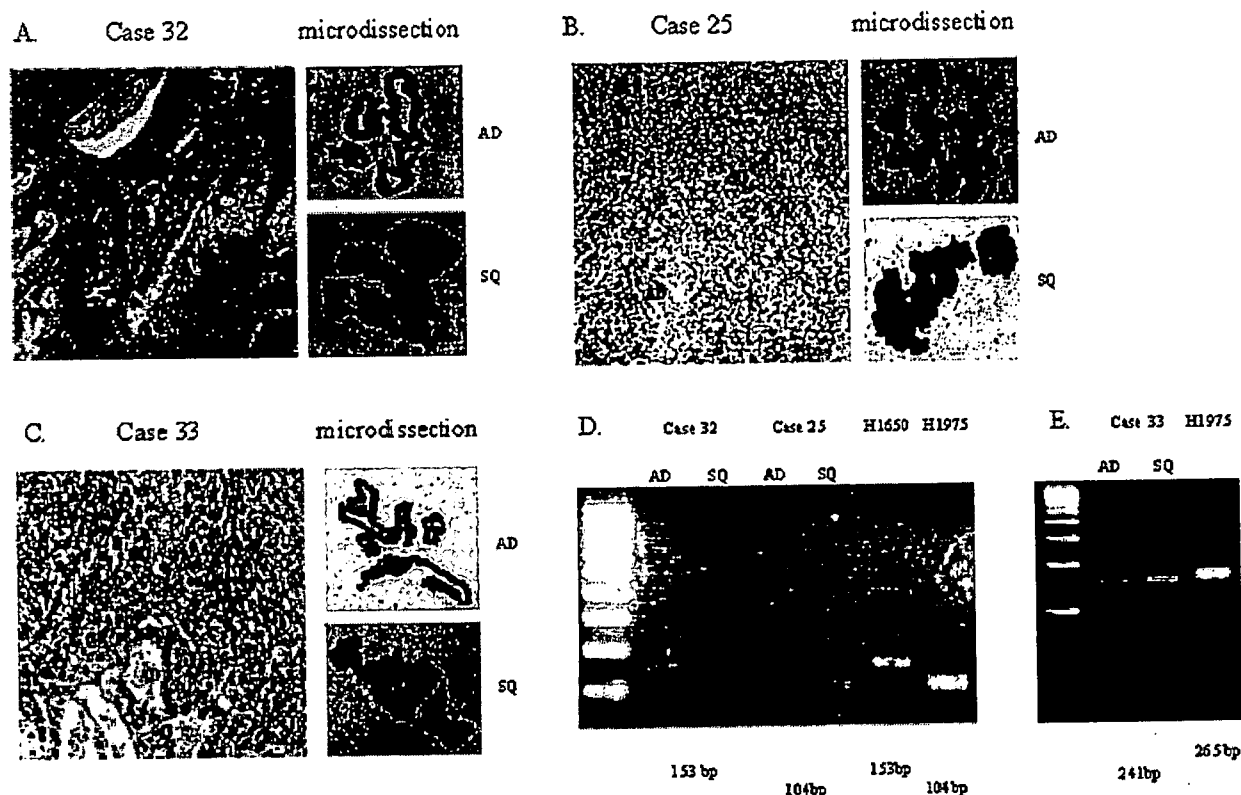 A. Case 32 microdissection
AD
SQ
B. Case 25 microdissection
AD
SQ
C. Case 33 microdissection
AD
SQ
D. Case 32 Case 25 H1650 H1975
AD SQ AD SQ
153 bp 104bp 153bp 104bp
E. Case 33 H1975
AD SQ
241bp 265bp